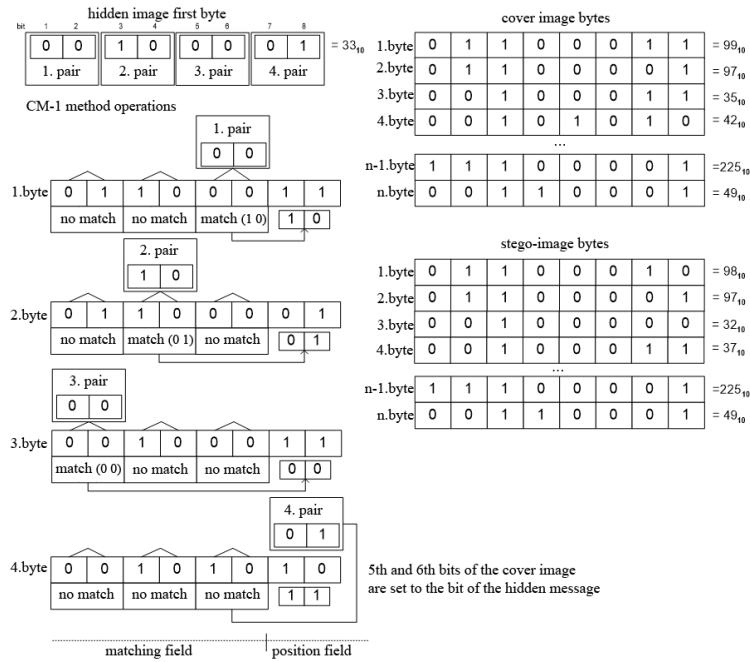 hidden image first byte
bit 1 2 3 4 5 6 7 8
0 0 1 0 0 0 0 1 = 33₁₀
1. pair 2. pair 3. pair 4. pair
CM-1 method operations
1. pair
0 0
1.byte 0 1 1 0 0 0 1 1
no match no match match (1 0) 1 0
2. pair
1 0
2.byte 0 1 1 0 0 0 0 1
no match match (0 1) no match 0 1
3. pair
0 0
3.byte 0 0 1 0 0 0 1 1
match (0 0) no match no match 0 0
4. pair
0 1
4.byte 0 0 1 0 1 0 1 0
no match no match no match 1 1
matching field position field
5th and 6th bits of the cover image
are set to the bit of the hidden message
cover image bytes
1.byte 0 1 1 0 0 0 1 1 = 99₁₀
2.byte 0 1 1 0 0 0 0 1 = 97₁₀
3.byte 0 0 1 0 0 0 1 1 = 35₁₀
4.byte 0 0 1 0 1 0 1 0 = 42₁₀
...
n-1.byte 1 1 1 0 0 0 0 1 =225₁₀
n.byte 0 0 1 1 0 0 0 1 = 49₁₀
stego-image bytes
1.byte 0 1 1 0 0 0 1 0 = 98₁₀
2.byte 0 1 1 0 0 0 0 1 = 97₁₀
3.byte 0 0 1 0 0 0 0 0 = 32₁₀
4.byte 0 0 1 0 0 0 1 1 = 37₁₀
...
n-1.byte 1 1 1 0 0 0 0 1 =225₁₀
n.byte 0 0 1 1 0 0 0 1 = 49₁₀